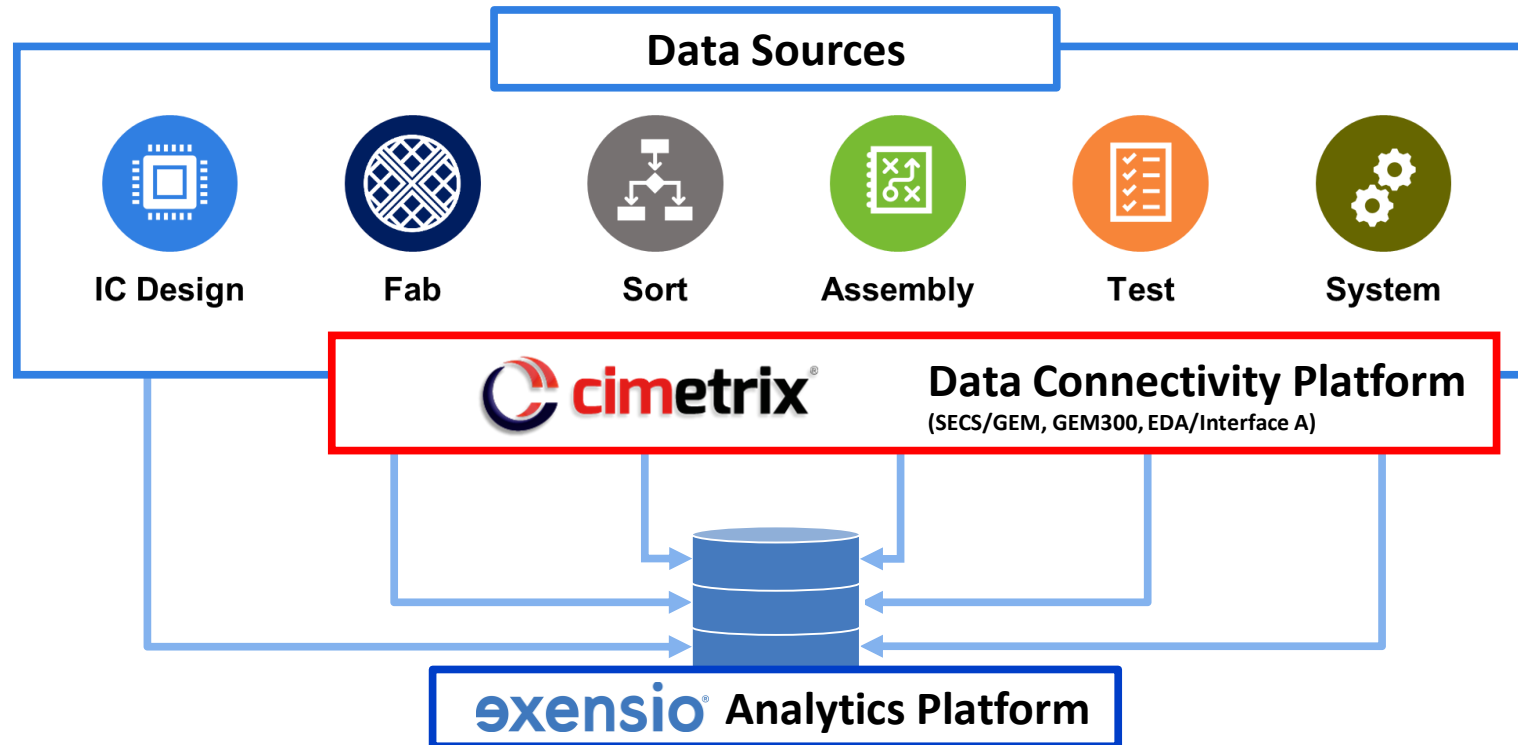 Data Sources
IC Design
Fab
Sort
Assembly
Test
System
cimetrix®
Data Connectivity Platform
(SECS/GEM, GEM300, EDA/Interface A)
exensio® Analytics Platform